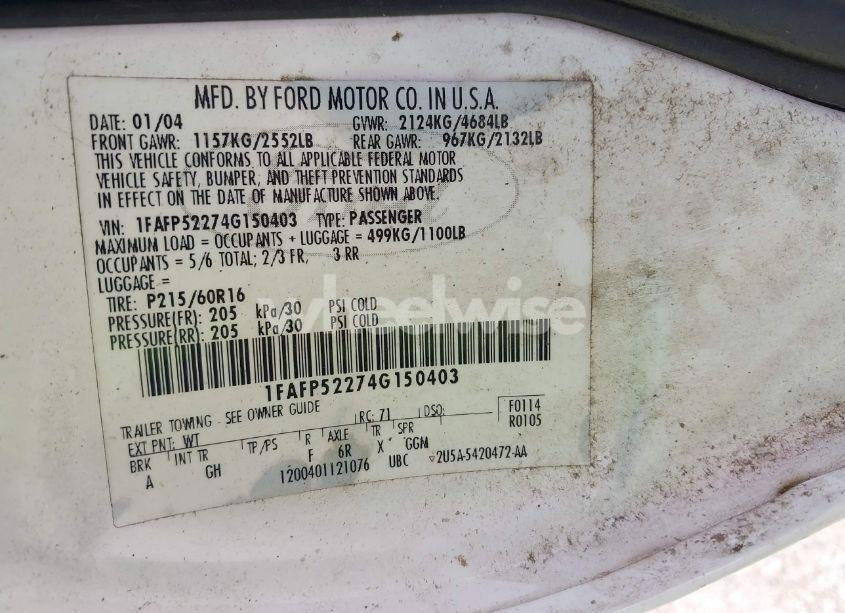 MFD. BY FORD MOTOR CO. IN U.S.A.
DATE: 01/04 GVWR: 2124KG/4684LB
FRONT GAWR: 1157KG/2552LB REAR GAWR: 967KG/2132LB
THIS VEHICLE CONFORMS TO ALL APPLICABLE FEDERAL MOTOR
VEHICLE SAFETY, BUMPER, AND THEFT PREVENTION STANDARDS
IN EFFECT ON THE DATE OF MANUFACTURE SHOWN ABOVE.
VIN: 1FAFP52274G150403 TYPE: PASSENGER
MAXIMUM LOAD = OCCUPANTS + LUGGAGE = 499KG/1100LB
OCCUPANTS = 5/6 TOTAL; 2/3 FR, 3 RR
LUGGAGE =
TIRE: P215/60R16
PRESSURE(FR): 205 kPa/30 PSI COLD
PRESSURE(RR): 205 kPa/30 PSI COLD
wheelwise
1FAFP52274G150403
TRAILER TOWING - SEE OWNER GUIDE
RC: 71 DSO: F0114
EXT PNT: WT R0105
BRK INT TR TP/PS R AXLE TR SPR
A GH F 6R X GGM
1200401121076 UBC 2U5A-5420472-AA